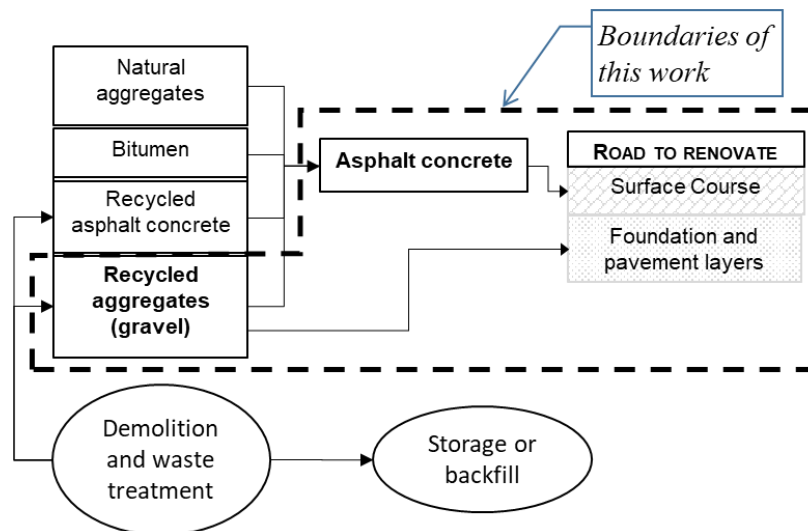 Natural
aggregates
Bitumen
Recycled
asphalt concrete
Recycled
aggregates
(gravel)
Boundaries of
this work
Asphalt concrete
ROAD TO RENOVATE
Surface Course
Foundation and
pavement layers
Demolition
and waste
treatment
Storage or
backfill